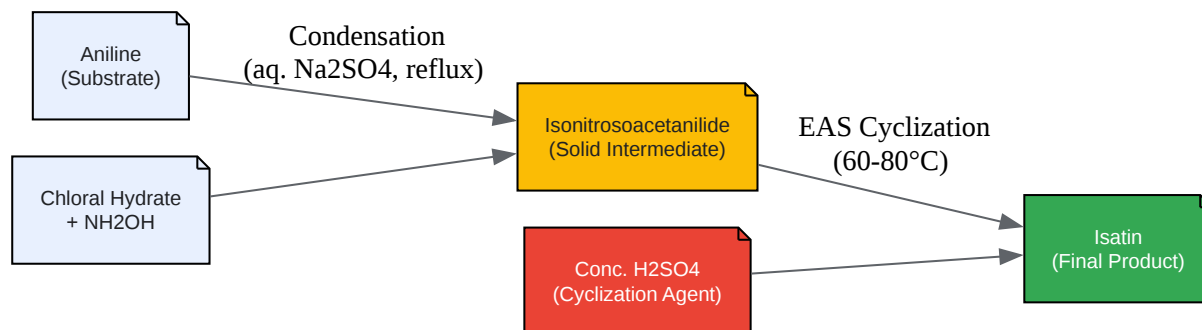 Aniline
(Substrate)
Condensation
(aq. Na2SO4, reflux)
Chloral Hydrate
+ NH2OH
Isonitrosoacetanilide
(Solid Intermediate)
EAS Cyclization
(60-80°C)
Conc. H2SO4
(Cyclization Agent)
Isatin
(Final Product)